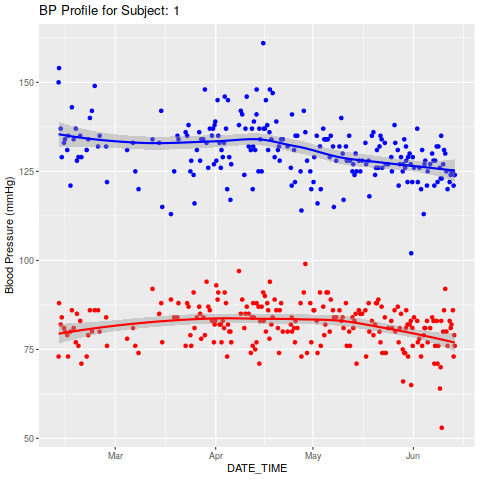 BP Profile for Subject: 1
Blood Pressure (mmHg)
150
125
100
75
50
Mar
Apr
May
Jun
DATE_TIME